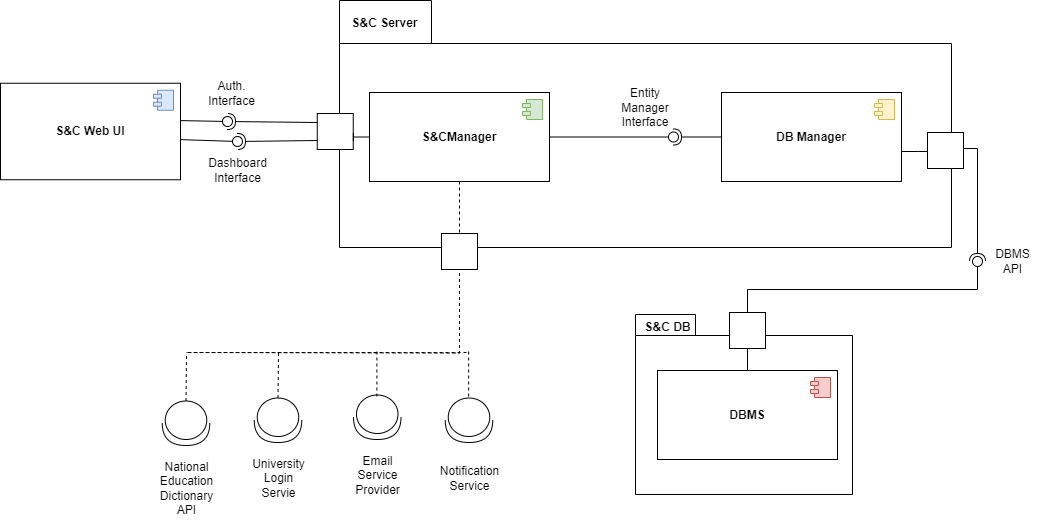 S&C Server
Auth.
Interface
S&C Web UI
Dashboard
Interface
S&CManager
Entity
Manager
Interface
DB Manager
DBMS
API
S&C DB
DBMS
National
Education
Dictionary
API
University
Login
Servie
Email
Service
Provider
Notification
Service